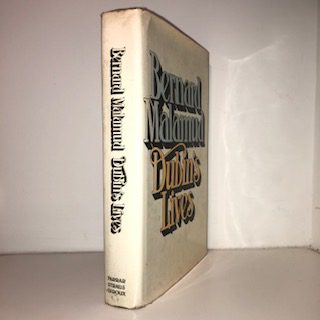 Bernard Malamud Dubin's Lives
FARRAR
STRAUS
GIROUX
Bernard
Malamud
Dubin's
Lives